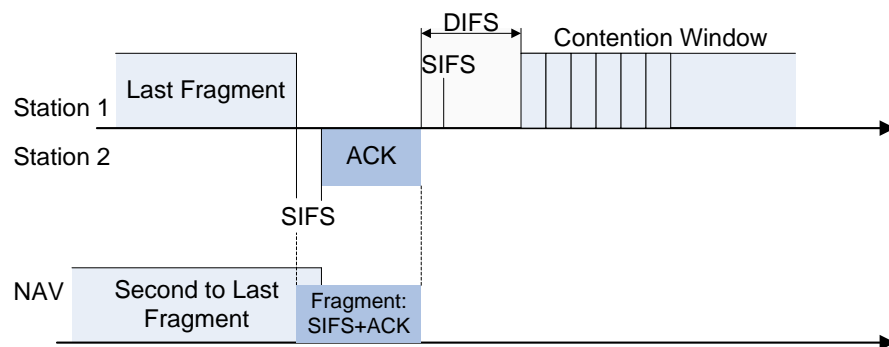 DIFS
Contention Window
SIFS
Last Fragment
Station 1
Station 2
ACK
SIFS
NAV
Second to Last
Fragment
Fragment:
SIFS+ACK